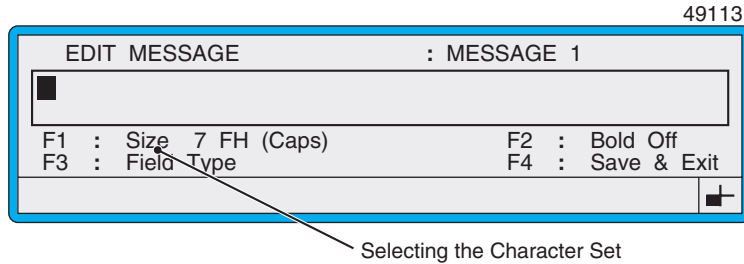 49113
EDIT MESSAGE : MESSAGE 1
F1 : Size 7 FH (Caps) F2 : Bold Off
F3 : Field Type F4 : Save & Exit
Selecting the Character Set